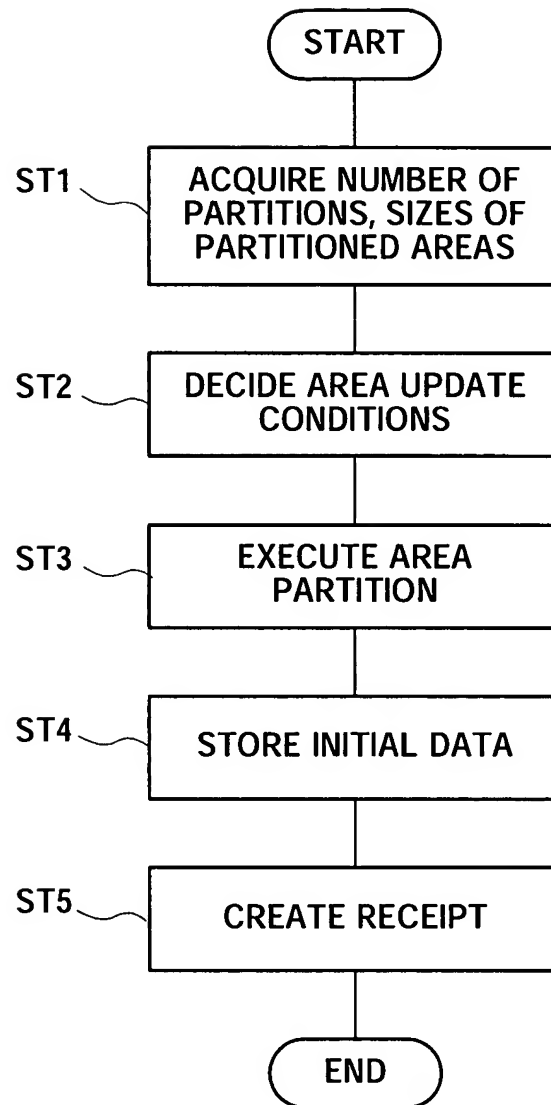 START
ST1
ACQUIRE NUMBER OF
PARTITIONS, SIZES OF
PARTITIONED AREAS
ST2
DECIDE AREA UPDATE
CONDITIONS
ST3
EXECUTE AREA
PARTITION
ST4
STORE INITIAL DATA
ST5
CREATE RECEIPT
END